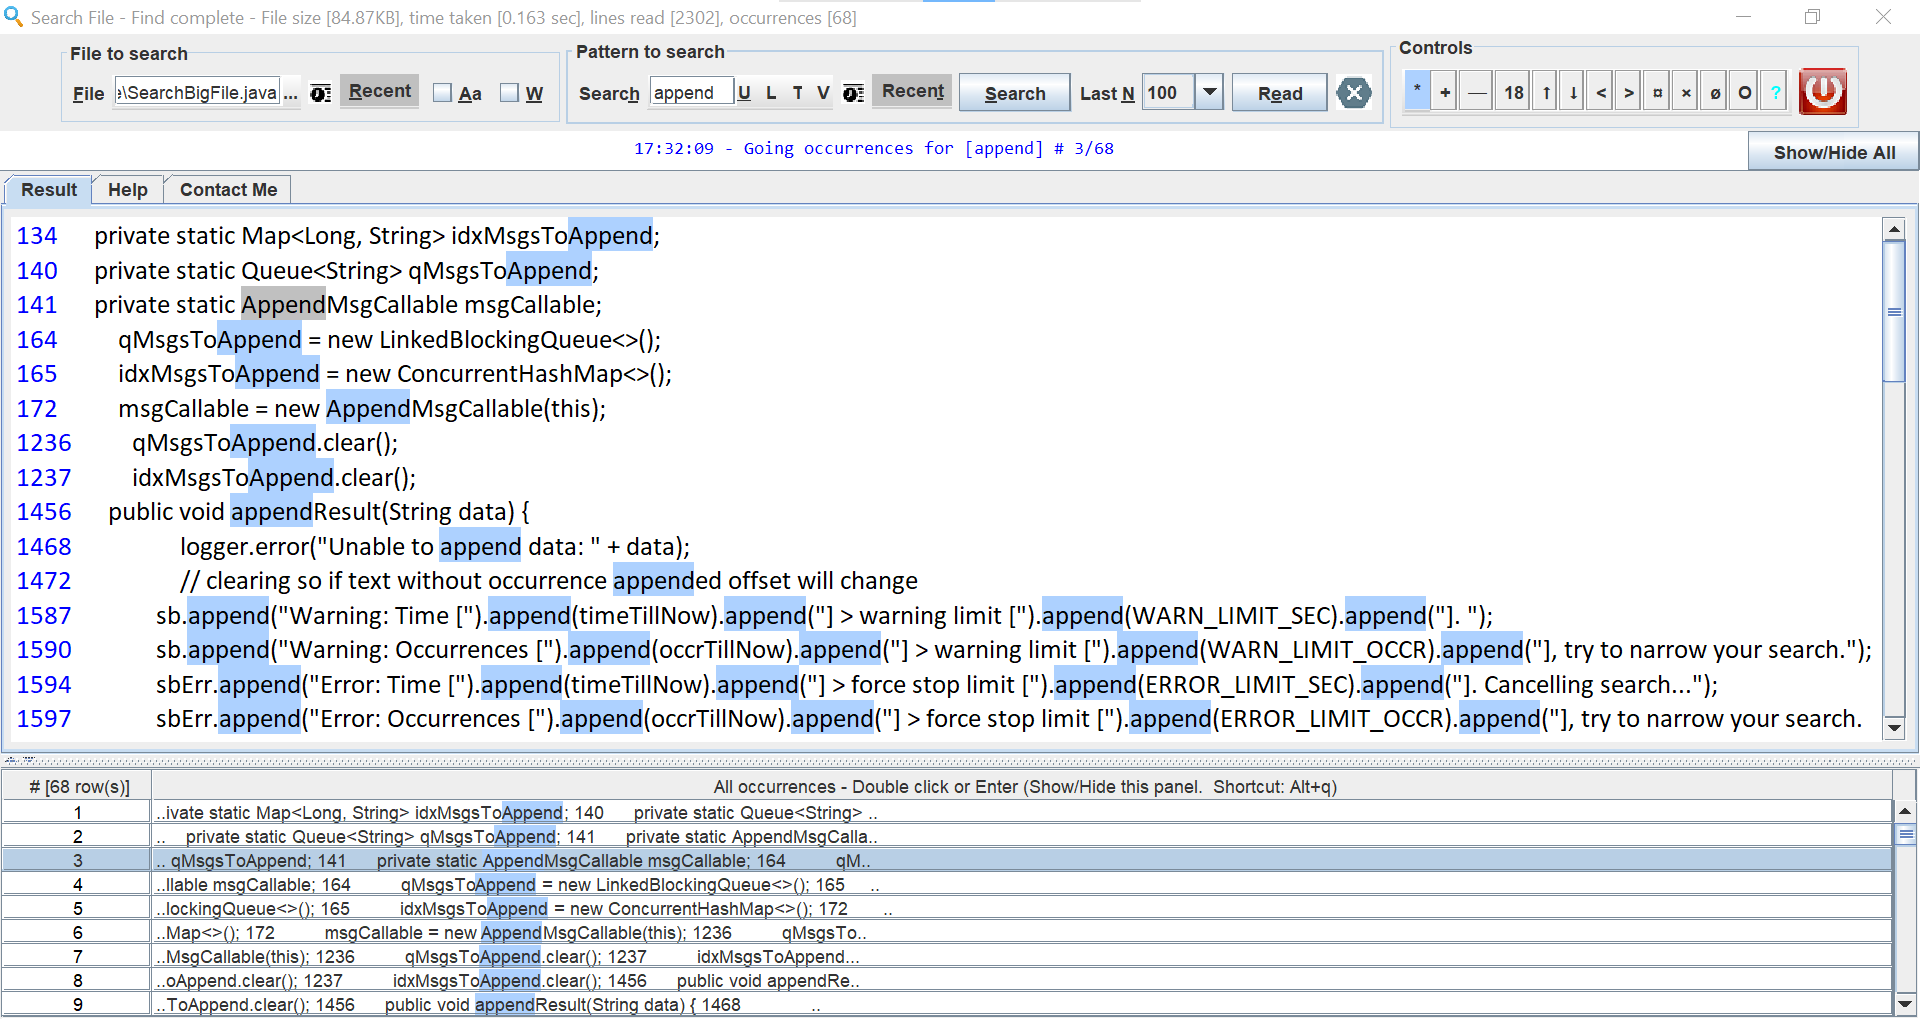 Search File - Find complete - File size [84.87KB], time taken [0.163 sec], lines read [2302], occurrences [68]
File to search
Pattern to search
Controls
File :\SearchBigFile.java ... Recent Aa W
Search append U L T V Recent Search Last N 100 Read
* + — 18 ↑ ↓ < > ¤ × ø O ?
17:32:09 - Going occurrences for [append] # 3/68
Show/Hide All
Result Help Contact Me
134 private static Map<Long, String> idxMsgsToAppend;
140 private static Queue<String> qMsgsToAppend;
141 private static AppendMsgCallable msgCallable;
164 qMsgsToAppend = new LinkedBlockingQueue<>();
165 idxMsgsToAppend = new ConcurrentHashMap<>();
172 msgCallable = new AppendMsgCallable(this);
1236 qMsgsToAppend.clear();
1237 idxMsgsToAppend.clear();
1456 public void appendResult(String data) {
1468 logger.error("Unable to append data: " + data);
1472 // clearing so if text without occurrence appended offset will change
1587 sb.append("Warning: Time [").append(timeTillNow).append("] > warning limit [").append(WARN_LIMIT_SEC).append("]. ");
1590 sb.append("Warning: Occurrences [").append(occrTillNow).append("] > warning limit [").append(WARN_LIMIT_OCCR).append("], try to narrow your search.");
1594 sbErr.append("Error: Time [").append(timeTillNow).append("] > force stop limit [").append(ERROR_LIMIT_SEC).append("]. Cancelling search...");
1597 sbErr.append("Error: Occurrences [").append(occrTillNow).append("] > force stop limit [").append(ERROR_LIMIT_OCCR).append("], try to narrow your search.
# [68 row(s)] All occurrences - Double click or Enter (Show/Hide this panel. Shortcut: Alt+q)
1 ..ivate static Map<Long, String> idxMsgsToAppend; 140 private static Queue<String> ..
2 .. private static Queue<String> qMsgsToAppend; 141 private static AppendMsgCalla..
3 .. qMsgsToAppend; 141 private static AppendMsgCallable msgCallable; 164 qM..
4 ..llable msgCallable; 164 qMsgsToAppend = new LinkedBlockingQueue<>(); 165 ..
5 ..lockingQueue<>(); 165 idxMsgsToAppend = new ConcurrentHashMap<>(); 172 ..
6 ..Map<>(); 172 msgCallable = new AppendMsgCallable(this); 1236 qMsgsTo..
7 ..MsgCallable(this); 1236 qMsgsToAppend.clear(); 1237 idxMsgsToAppend...
8 ..oAppend.clear(); 1237 idxMsgsToAppend.clear(); 1456 public void appendRe..
9 ..ToAppend.clear(); 1456 public void appendResult(String data) { 1468 ..